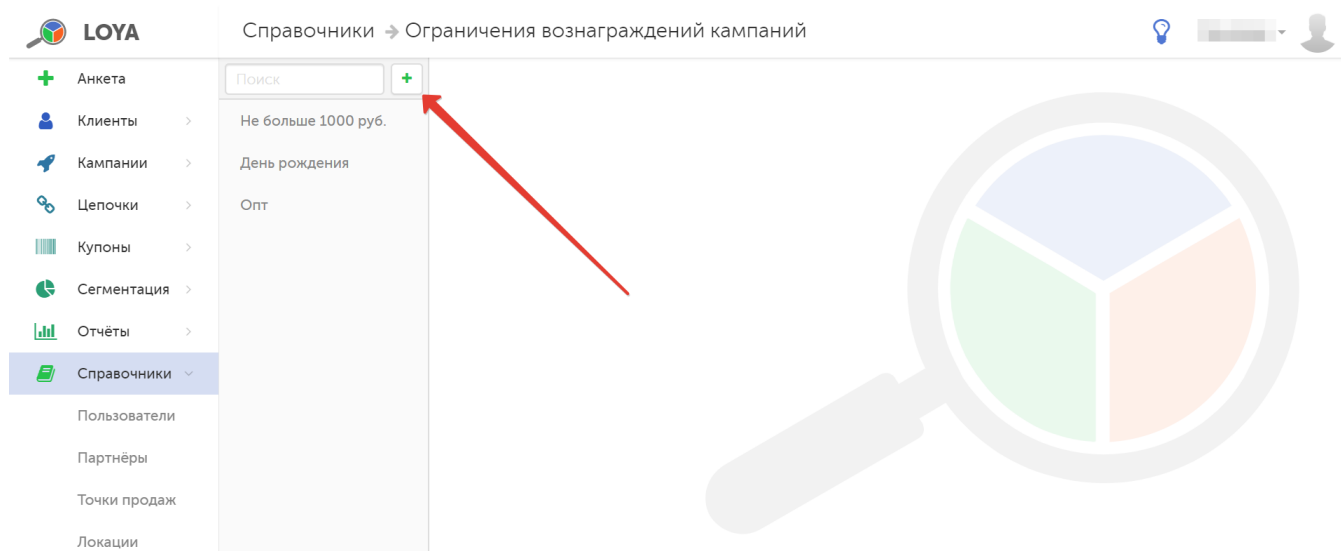 LOYA
Справочники → Ограничения вознаграждений кампаний
Анкета
Клиенты
Кампании
Цепочки
Купоны
Сегментация
Отчёты
Справочники
Пользователи
Партнёры
Точки продаж
Локации
Поиск
Не больше 1000 руб.
День рождения
Опт